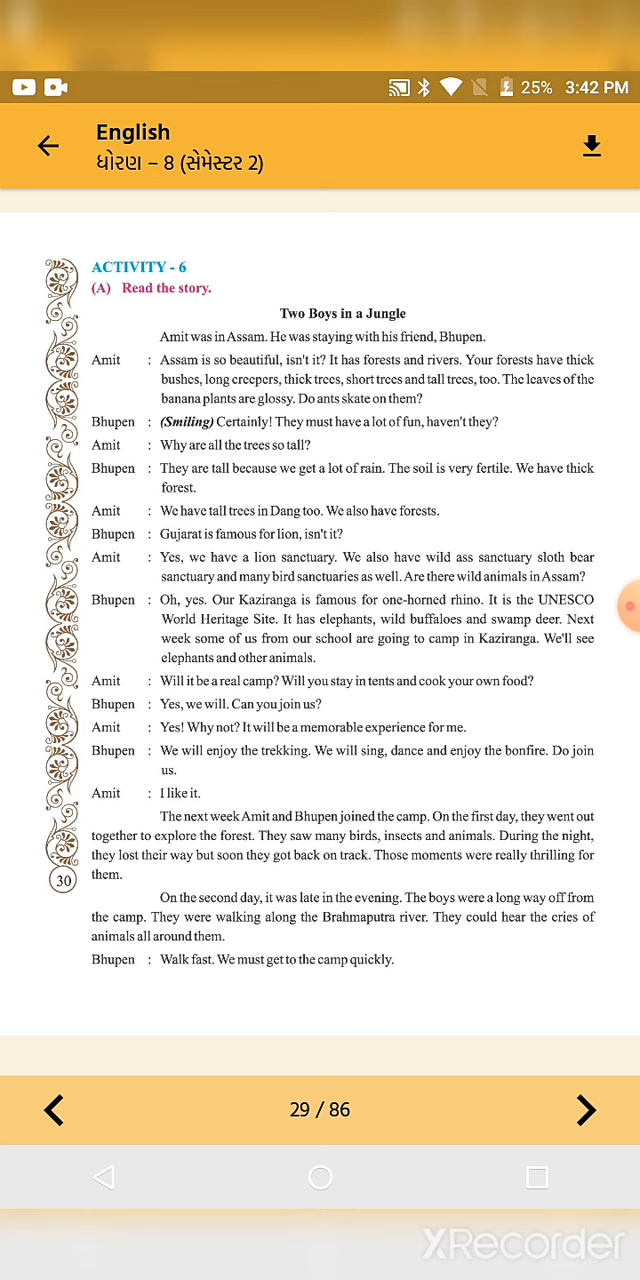 25% 3:42 PM
English
ધોરણ – 8 (સેમેસ્ટર 2)
ACTIVITY - 6
(A) Read the story.
Two Boys in a Jungle
Amit was in Assam. He was staying with his friend, Bhupen.
Amit : Assam is so beautiful, isn't it? It has forests and rivers. Your forests have thick
bushes, long creepers, thick trees, short trees and tall trees, too. The leaves of the
banana plants are glossy. Do ants skate on them?
Bhupen : (Smiling) Certainly! They must have a lot of fun, haven't they?
Amit : Why are all the trees so tall?
Bhupen : They are tall because we get a lot of rain. The soil is very fertile. We have thick
forest.
Amit : We have tall trees in Dang too. We also have forests.
Bhupen : Gujarat is famous for lion, isn't it?
Amit : Yes, we have a lion sanctuary. We also have wild ass sanctuary sloth bear
sanctuary and many bird sanctuaries as well. Are there wild animals in Assam?
Bhupen : Oh, yes. Our Kaziranga is famous for one-horned rhino. It is the UNESCO
World Heritage Site. It has elephants, wild buffaloes and swamp deer. Next
week some of us from our school are going to camp in Kaziranga. We'll see
elephants and other animals.
Amit : Will it be a real camp? Will you stay in tents and cook your own food?
Bhupen : Yes, we will. Can you join us?
Amit : Yes! Why not? It will be a memorable experience for me.
Bhupen : We will enjoy the trekking. We will sing, dance and enjoy the bonfire. Do join
us.
Amit : I like it.
The next week Amit and Bhupen joined the camp. On the first day, they went out
together to explore the forest. They saw many birds, insects and animals. During the night,
they lost their way but soon they got back on track. Those moments were really thrilling for
them.
30
On the second day, it was late in the evening. The boys were a long way off from
the camp. They were walking along the Brahmaputra river. They could hear the cries of
animals all around them.
Bhupen : Walk fast. We must get to the camp quickly.
29 / 86
XRecorder